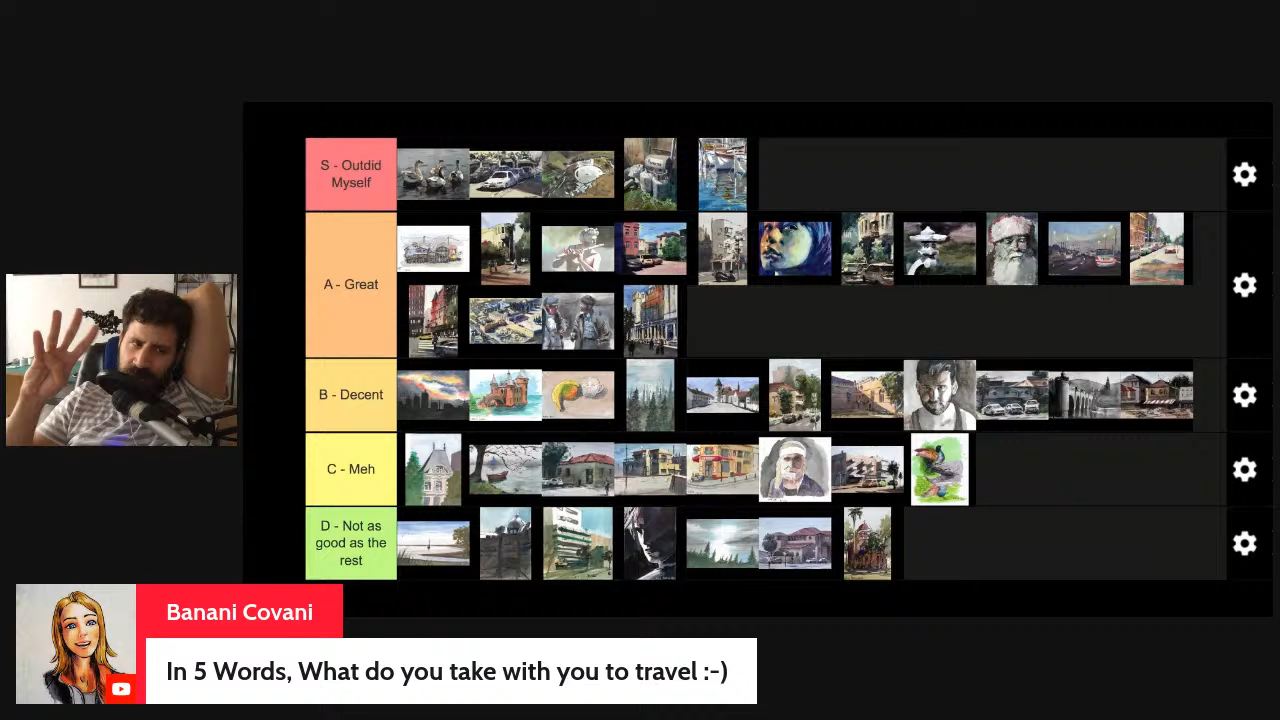 S - Outdid
Myself
A - Great
B - Decent
C - Meh
D - Not as
good as the
rest
Banani Covani
In 5 Words, What do you take with you to travel :-)